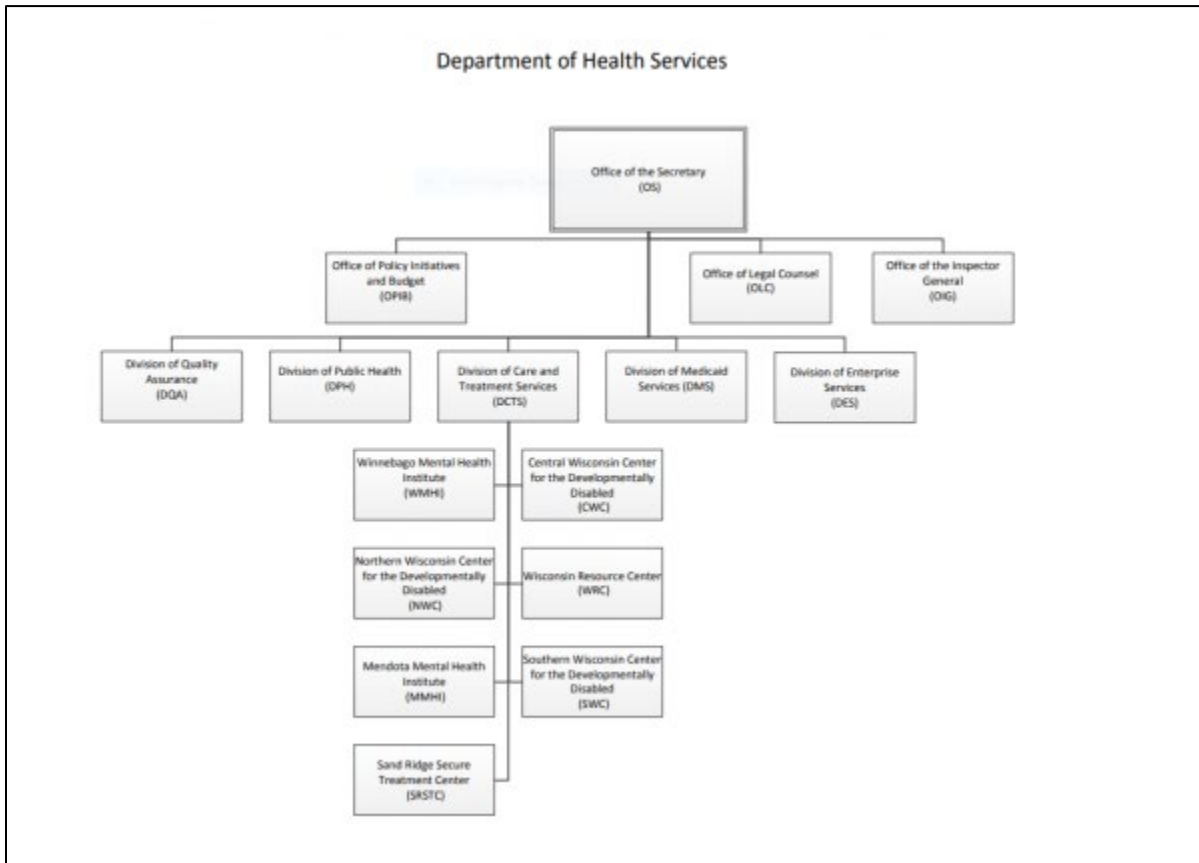 Department of Health Services
Office of the Secretary
(OS)
Office of Policy Initiatives
and Budget
(OPIB)
Office of Legal Counsel
(OLC)
Office of the Inspector
General
(OIG)
Division of Quality
Assurance
(DQA)
Division of Public Health
(DPH)
Division of Care and
Treatment Services
(DCTS)
Division of Medicaid
Services (DMS)
Division of Enterprise
Services
(DES)
Winnebago Mental Health
Institute
(WMHI)
Central Wisconsin Center
for the Developmentally
Disabled
(CWC)
Northern Wisconsin Center
for the Developmentally
Disabled
(NWC)
Wisconsin Resource Center
(WRC)
Mendota Mental Health
Institute
(MMHI)
Southern Wisconsin Center
for the Developmentally
Disabled
(SWC)
Sand Ridge Secure
Treatment Center
(SRSTC)